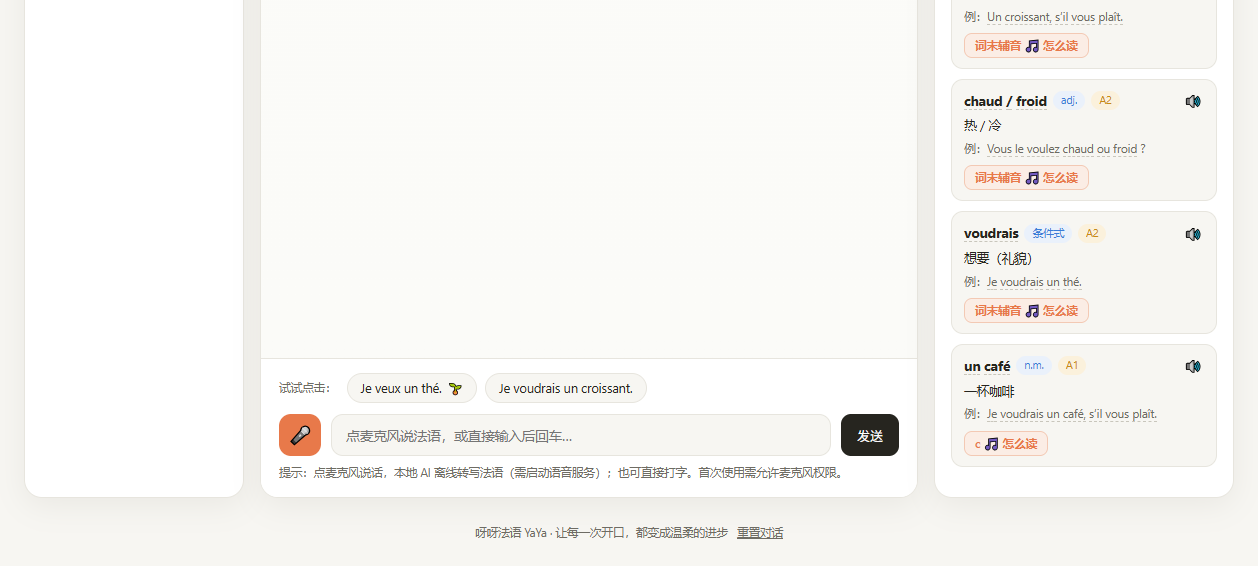 例：Un croissant, s'il vous plaît.
词末辅音 🎵 怎么读
chaud / froid adj. A2
热 / 冷
例：Vous le voulez chaud ou froid ?
词末辅音 🎵 怎么读
voudrais 条件式 A2
想要（礼貌）
例：Je voudrais un thé.
词末辅音 🎵 怎么读
un café n.m. A1
一杯咖啡
例：Je voudrais un café, s'il vous plaît.
c 🎵 怎么读
试试点击： Je veux un thé. 🌱 Je voudrais un croissant.
点麦克风说法语，或直接输入后回车... 发送
提示：点麦克风说话，本地 AI 离线转写法语（需启动语音服务）；也可直接打字。首次使用需允许麦克风权限。
呀呀法语 YaYa · 让每一次开口，都变成温柔的进步 重置对话